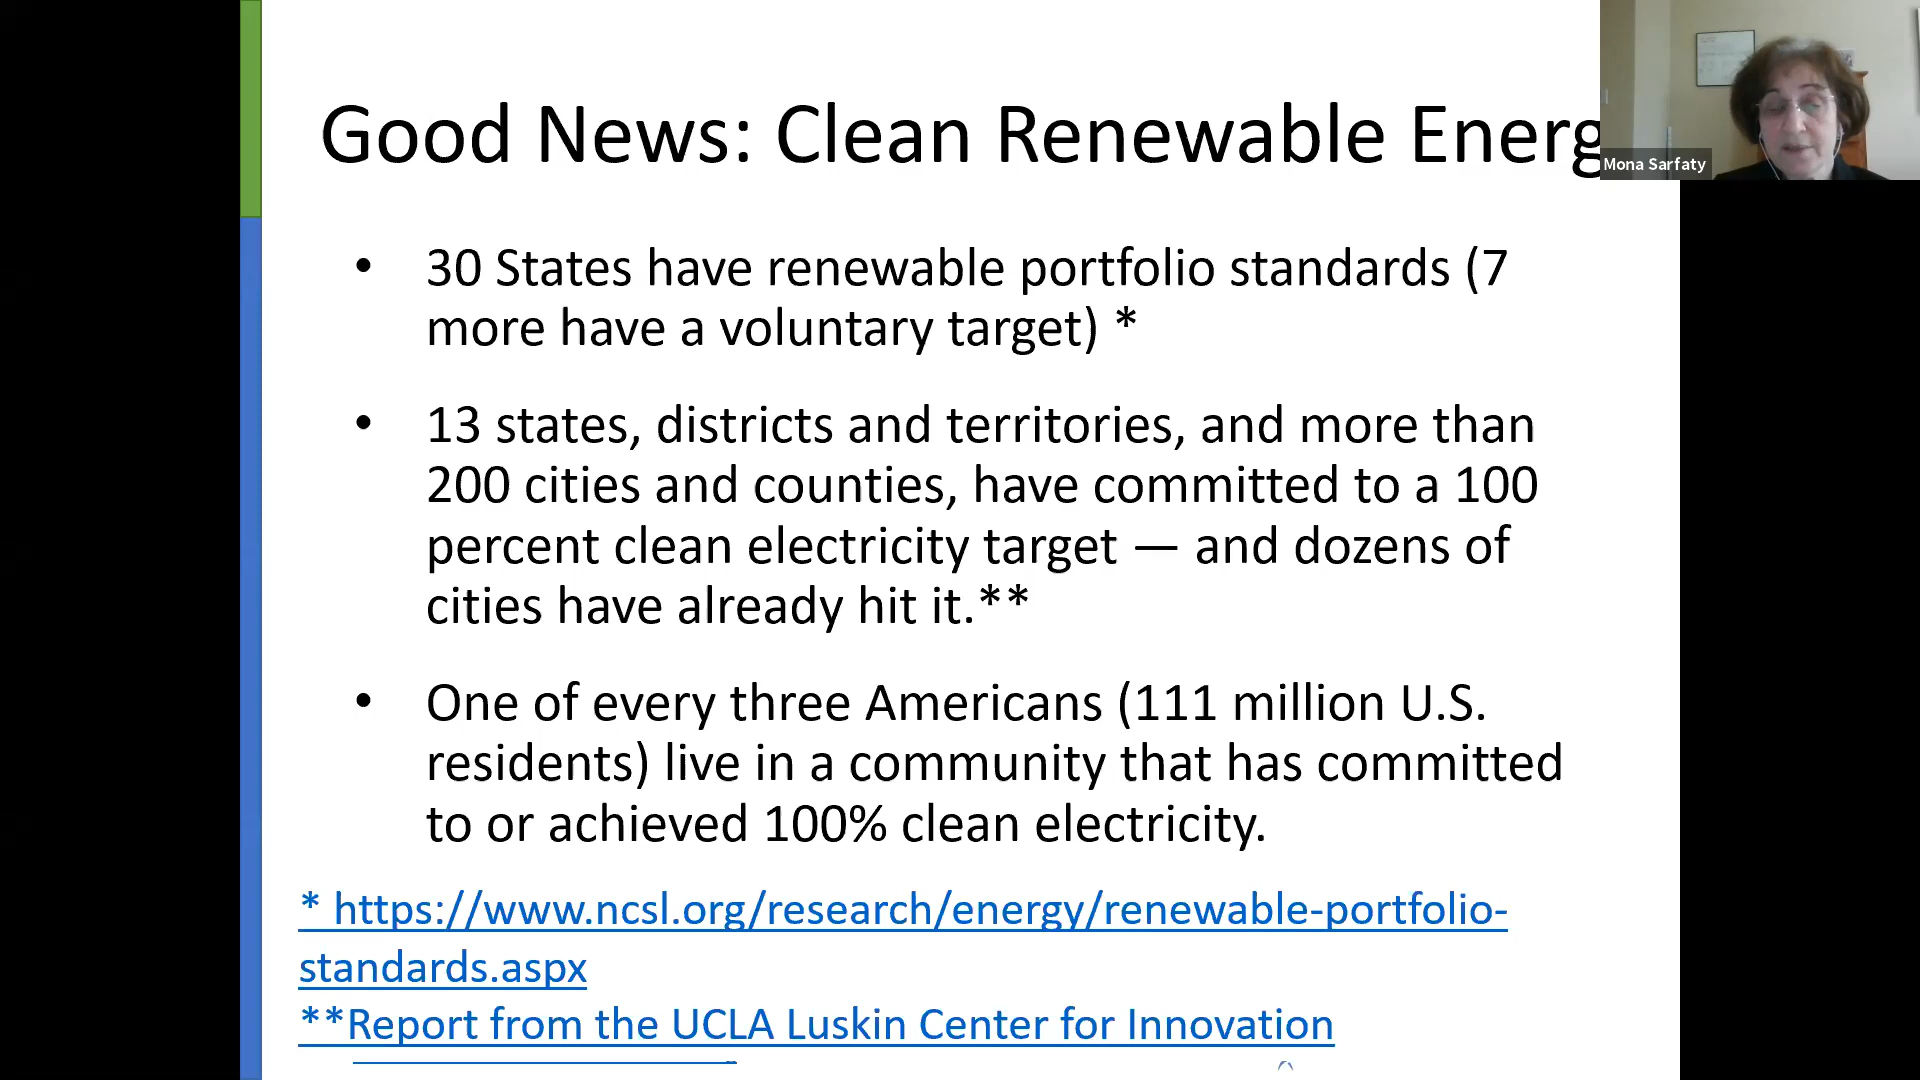 Good News: Clean Renewable Energ
Mona Sarfaty
• 30 States have renewable portfolio standards (7
more have a voluntary target) *
• 13 states, districts and territories, and more than
200 cities and counties, have committed to a 100
percent clean electricity target — and dozens of
cities have already hit it.**
• One of every three Americans (111 million U.S.
residents) live in a community that has committed
to or achieved 100% clean electricity.
* https://www.ncsl.org/research/energy/renewable-portfolio-
standards.aspx
**Report from the UCLA Luskin Center for Innovation